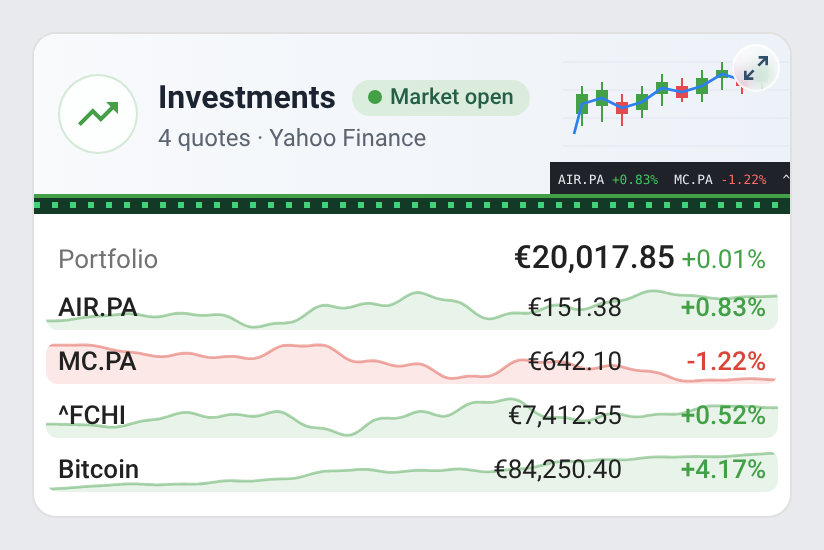 Investments
Market open
4 quotes · Yahoo Finance
AIR.PA +0.83% MC.PA -1.22% ^
Portfolio €20,017.85 +0.01%
AIR.PA €151.38 +0.83%
MC.PA €642.10 -1.22%
^FCHI €7,412.55 +0.52%
Bitcoin €84,250.40 +4.17%